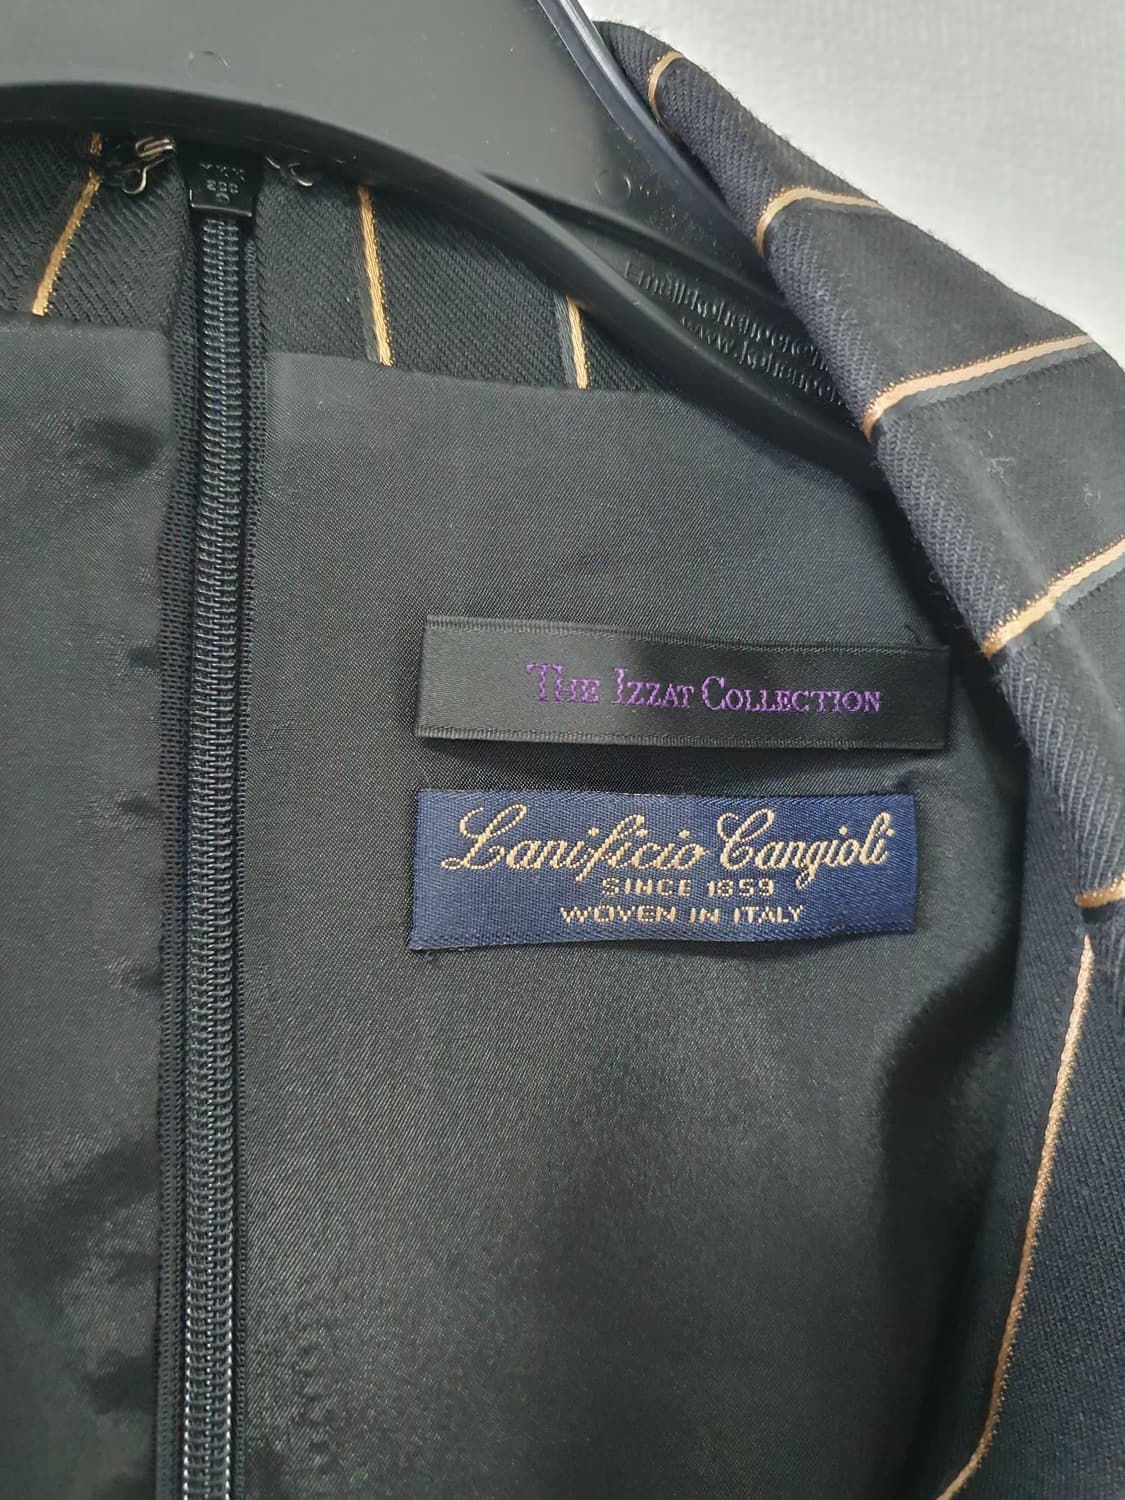 THE IZZAT COLLECTION
Lanificio Cangioli
SINCE 1859
WOVEN IN ITALY